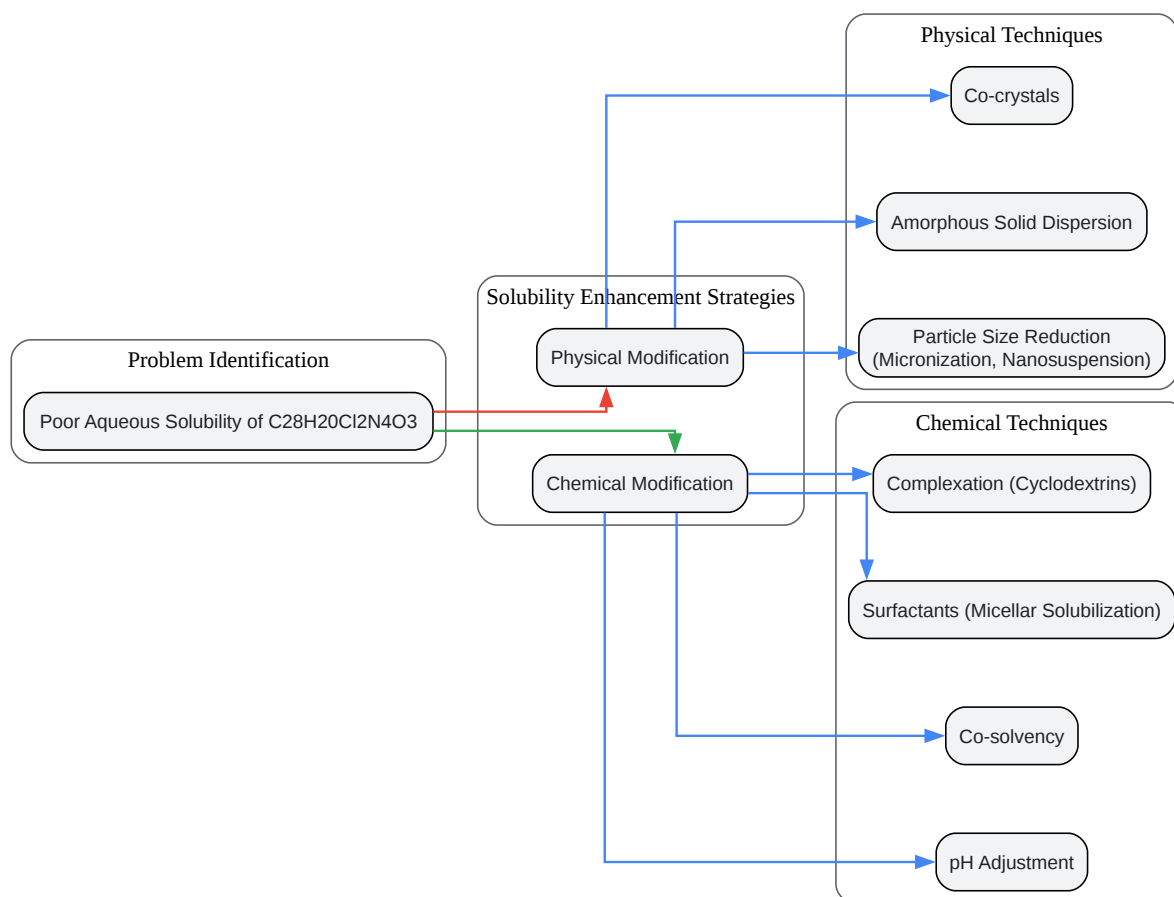 Physical Techniques
Co-crystals
Amorphous Solid Dispersion
Solubility Enhancement Strategies
Particle Size Reduction
(Micronization, Nanosuspension)
Physical Modification
Problem Identification
Poor Aqueous Solubility of C28H20Cl2N4O3
Chemical Techniques
Chemical Modification
Complexation (Cyclodextrins)
Surfactants (Micellar Solubilization)
Co-solvency
pH Adjustment